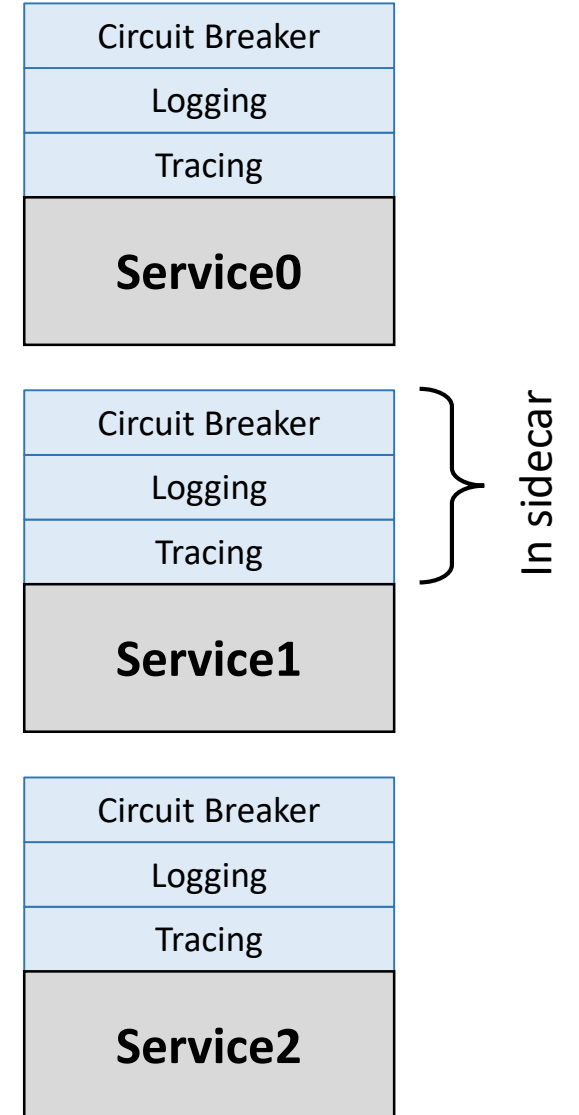 Circuit Breaker
Logging
Tracing
Service0
Circuit Breaker
Logging
Tracing
Service1
In sidecar
Circuit Breaker
Logging
Tracing
Service2